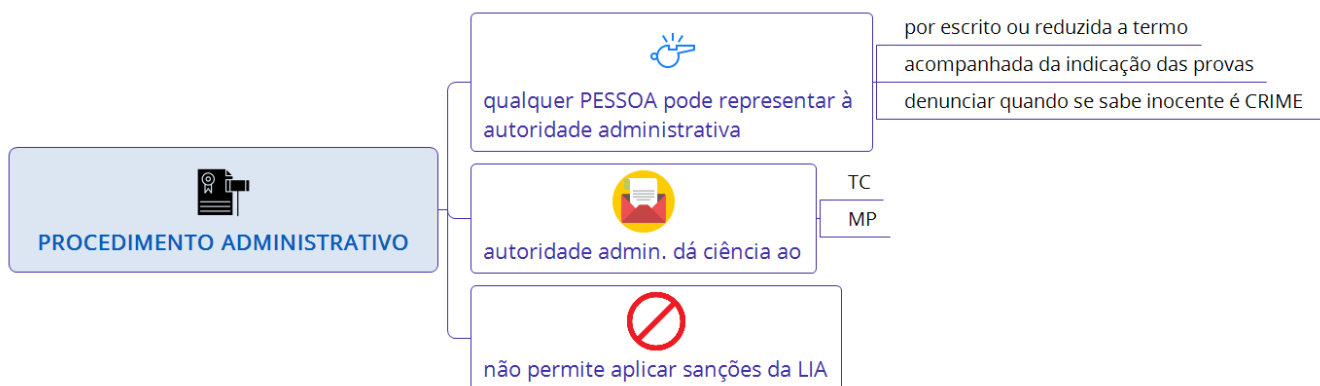 PROCEDIMENTO ADMINISTRATIVO
qualquer PESSOA pode representar à
autoridade administrativa
por escrito ou reduzida a termo
acompanhada da indicação das provas
denunciar quando se sabe inocente é CRIME
autoridade admin. dá ciência ao
TC
MP
não permite aplicar sanções da LIA